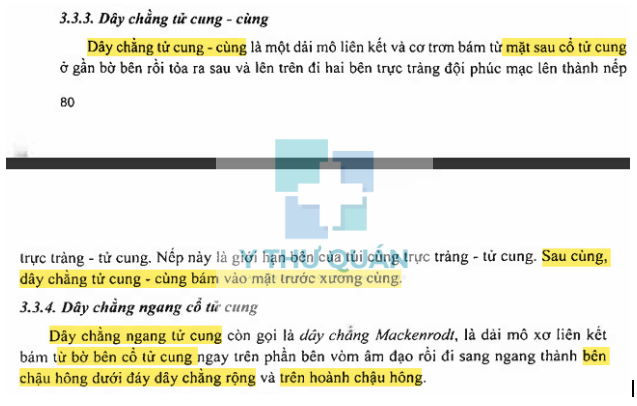 3.3.3. Dây chằng tử cung - cùng
Dây chằng tử cung - cùng là một dải mô liên kết và cơ trơn bám từ mặt sau cổ tử cung
ở gần bờ bên rồi tỏa ra sau và lên trên đi hai bên trực tràng đội phúc mạc lên thành nếp
80
Y THƯ QUÁN
trực tràng - tử cung. Nếp này là giới hạn bên của túi cùng trực tràng - tử cung. Sau cùng,
dây chằng tử cung - cùng bám vào mặt trước xương cùng.
3.3.4. Dây chằng ngang cổ tử cung
Dây chằng ngang tử cung còn gọi là dây chằng Mackenrodt, là dải mô xơ liên kết
bám từ bờ bên cổ tử cung ngay trên phần bên vòm âm đạo rồi đi sang ngang thành bên
chậu hông dưới đáy dây chằng rộng và trên hoành chậu hông.